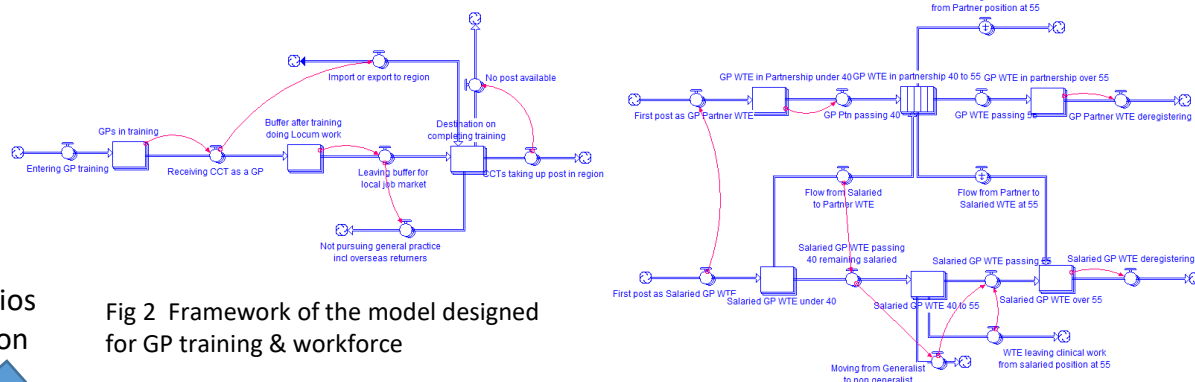 from Partner position at 55
No post available
Import or export to region
GPs in training
Buffer after training
doing Locum work
Destination on
completing training
Entering GP training
Receiving CCT as a GP
Leaving buffer for
local job market
CCTs taking up post in region
Not pursuing general practice
incl overseas returners
ios
on
Fig 2 Framework of the model designed
for GP training & workforce
GP WTE in Partnership under 40
GP WTE in partnership 40 to 55
GP WTE in partnership over 55
First post as GP Partner WTE
GP Ptn passing 40
GP WTE passing 55
GP Partner WTE deregistering
Flow from Salaried
to Partner WTE
Flow from Partner to
Salaried WTE at 55
Salaried GP WTE passing
40 remaining salaried
Salaried GP WTE passing 55
Salaried GP WTE deregistering
First post as Salaried GP WTE
Salaried GP WTE under 40
Salaried GP WTE 40 to 55
Salaried GP WTE over 55
WTE leaving clinical work
from salaried position at 55
Moving from Generalist
to non generalist